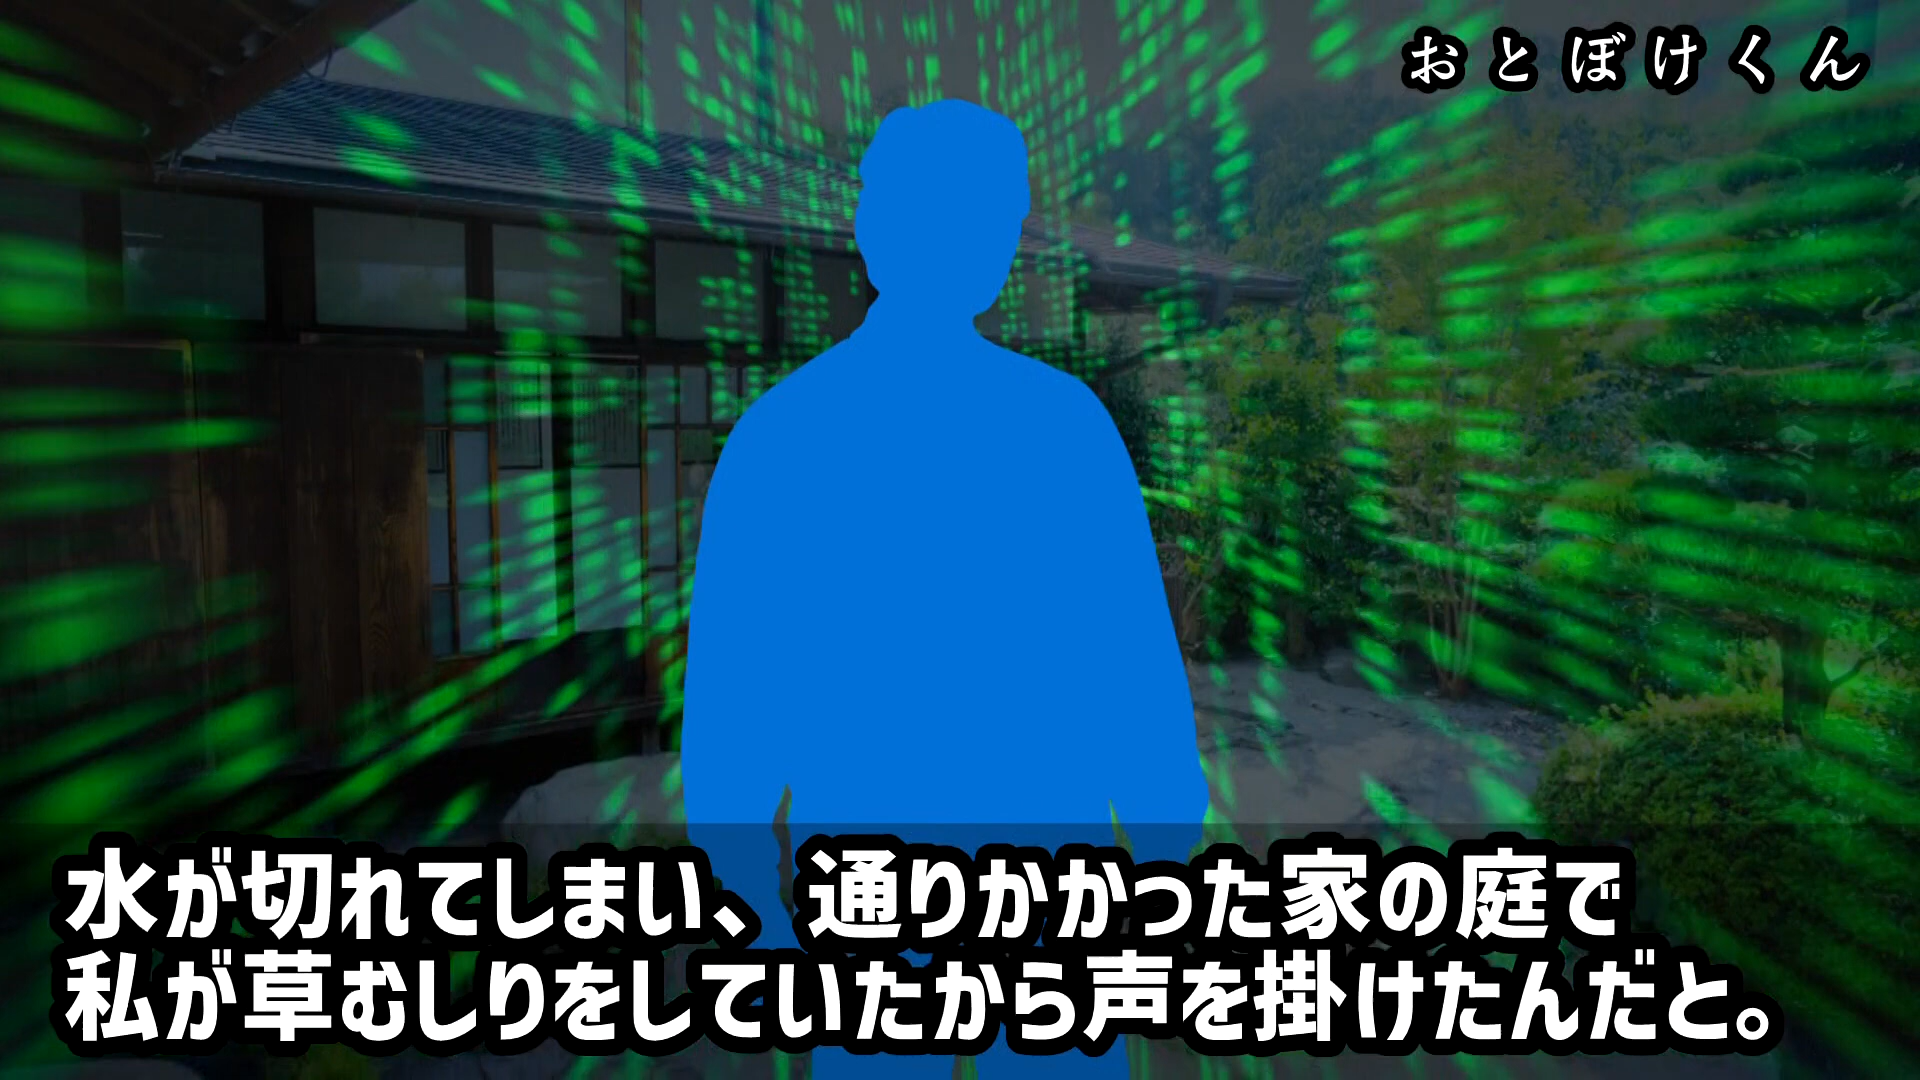 おとぼけくん
水が切れてしまい、通りかかった家の庭で
私が草むしりをしていたから声を掛けたんだと。